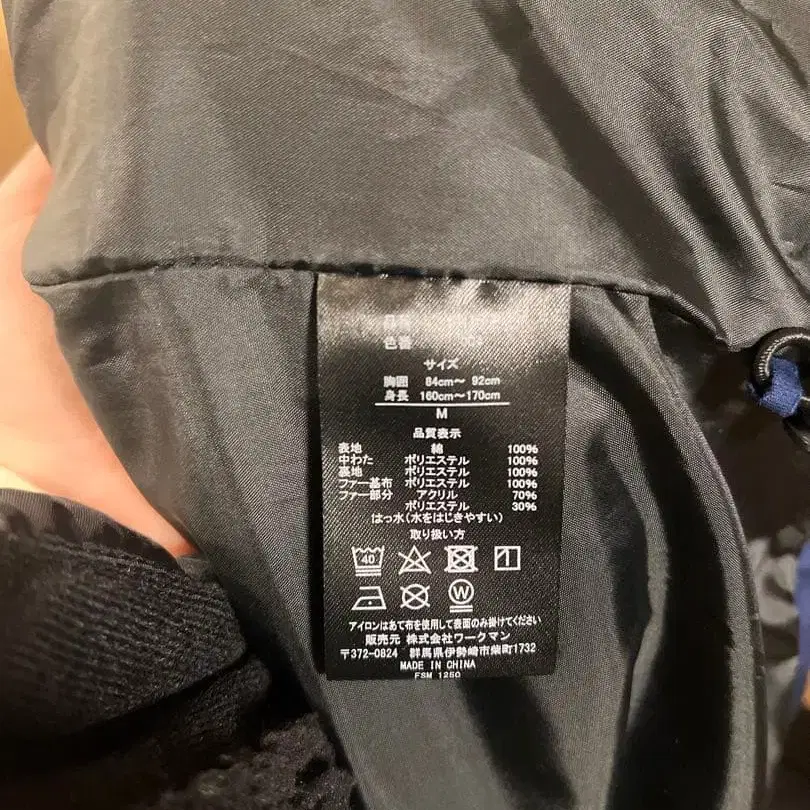 色番
サイズ
胸囲 84cm〜 92cm
身長 160cm〜170cm
M
品質表示
表地 綿 100%
中わた ポリエステル 100%
裏地 ポリエステル 100%
ファー基布 ポリエステル 100%
ファー部分 アクリル 70%
ポリエステル 30%
はっ水(水をはじきやすい)
取り扱い方
40
W
アイロンはあて布を使用して表面のみ掛けてください
販売元 株式会社ワークマン
〒372-0824 群馬県伊勢崎市柴町1732
MADE IN CHINA
FSM 1250